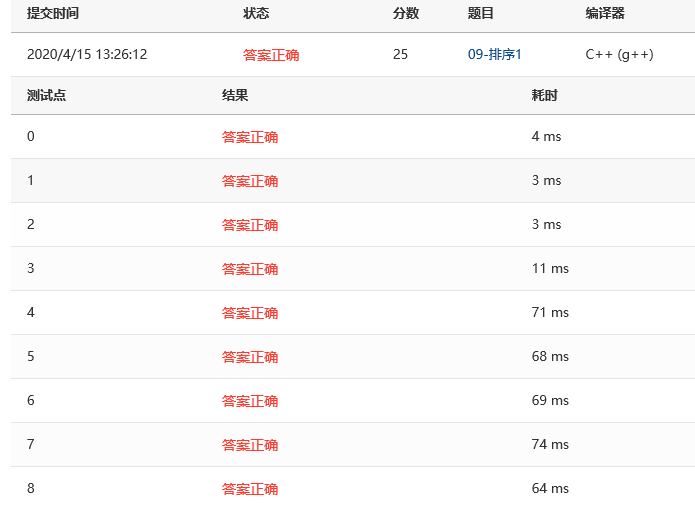 提交时间 状态 分数 题目 编译器
2020/4/15 13:26:12 答案正确 25 09-排序1 C++ (g++)
测试点 结果 耗时
0 答案正确 4 ms
1 答案正确 3 ms
2 答案正确 3 ms
3 答案正确 11 ms
4 答案正确 71 ms
5 答案正确 68 ms
6 答案正确 69 ms
7 答案正确 74 ms
8 答案正确 64 ms